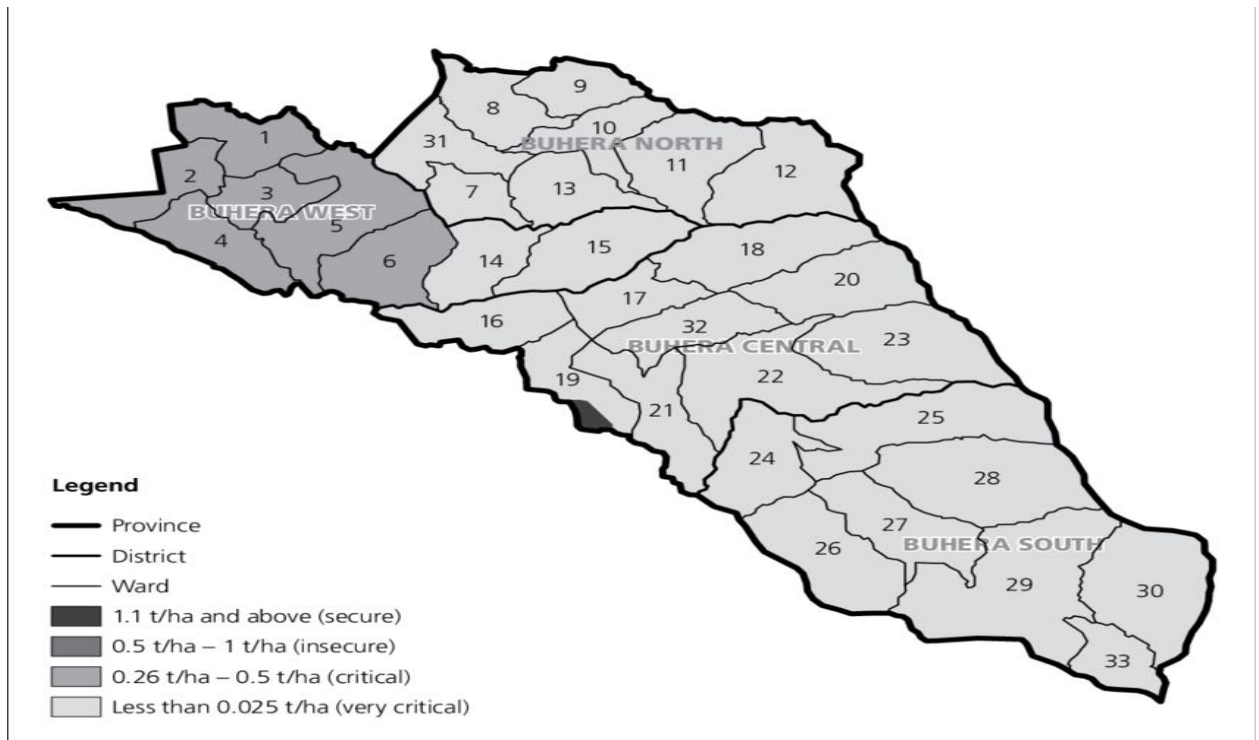 9
8
1
10
31
BUHERA NORTH
11
12
2
7
13
3
BUHERA WEST
5
4
6
14
15
18
20
17
16
32
23
BUHERA CENTRAL
22
19
21
25
24
28
27
26
BUHERA SOUTH
29
30
33
Legend
Province
District
Ward
1.1 t/ha and above (secure)
0.5 t/ha – 1 t/ha (insecure)
0.26 t/ha – 0.5 t/ha (critical)
Less than 0.025 t/ha (very critical)